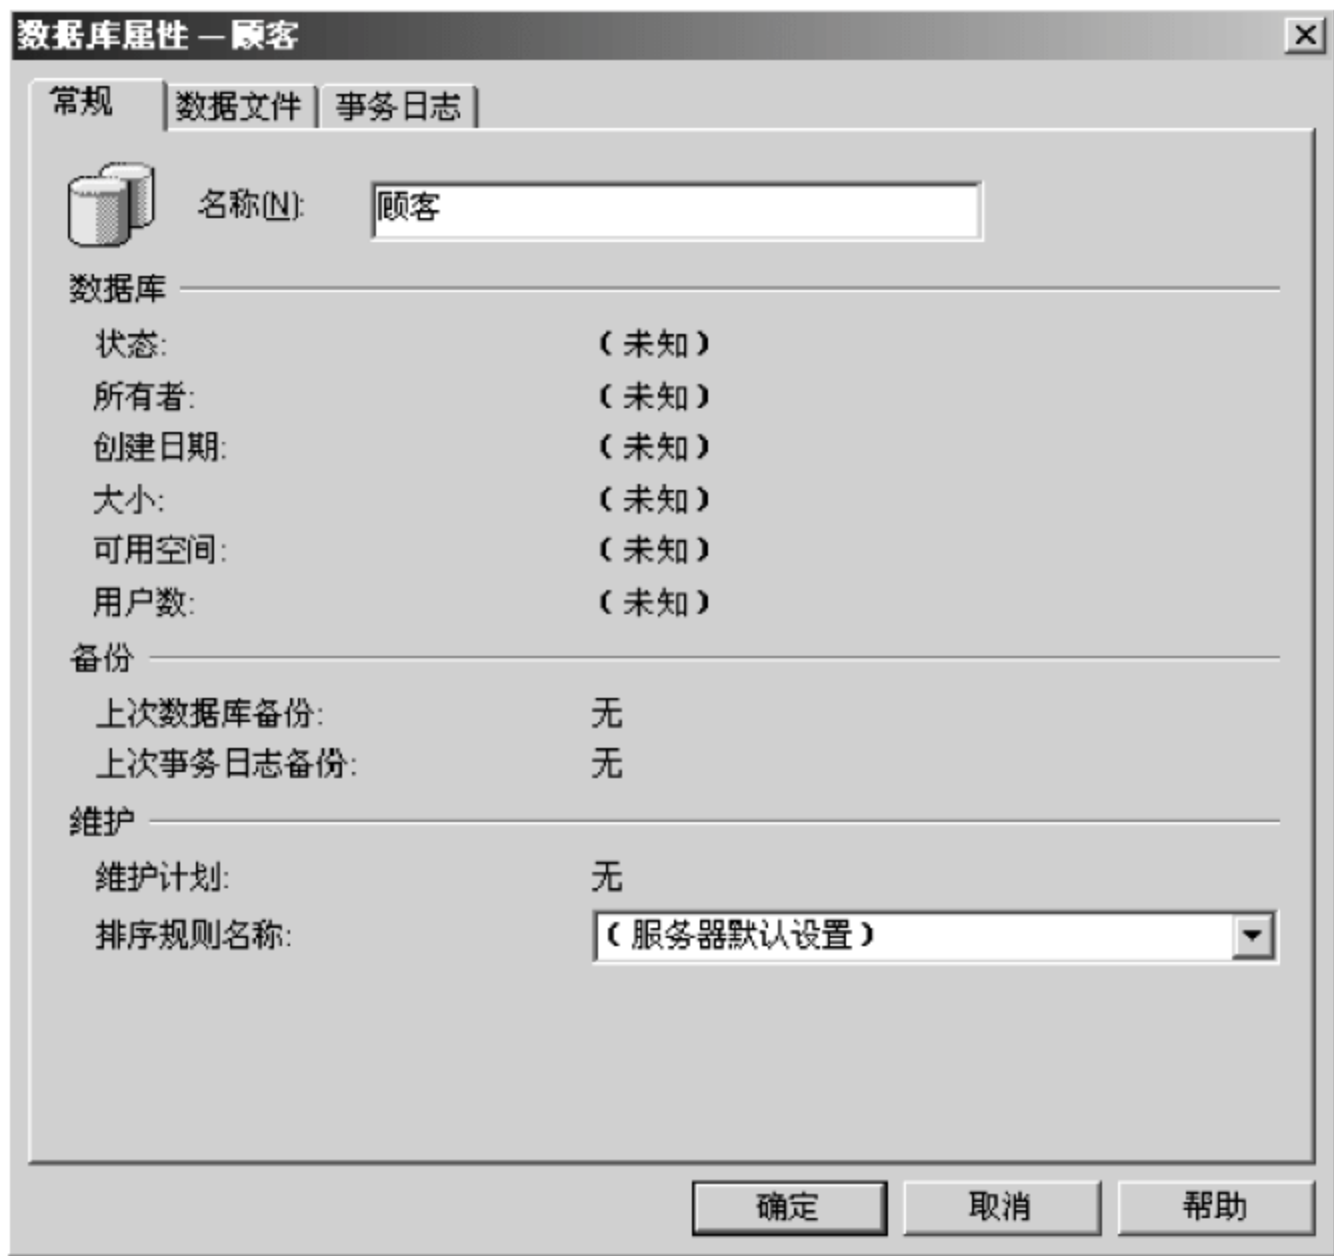 数据库属性 — 顾客
常规 数据文件 事务日志
名称(N): 顾客
数据库
状态: (未知)
所有者: (未知)
创建日期: (未知)
大小: (未知)
可用空间: (未知)
用户数: (未知)
备份
上次数据库备份: 无
上次事务日志备份: 无
维护
维护计划: 无
排序规则名称: (服务器默认设置)
确定 取消 帮助